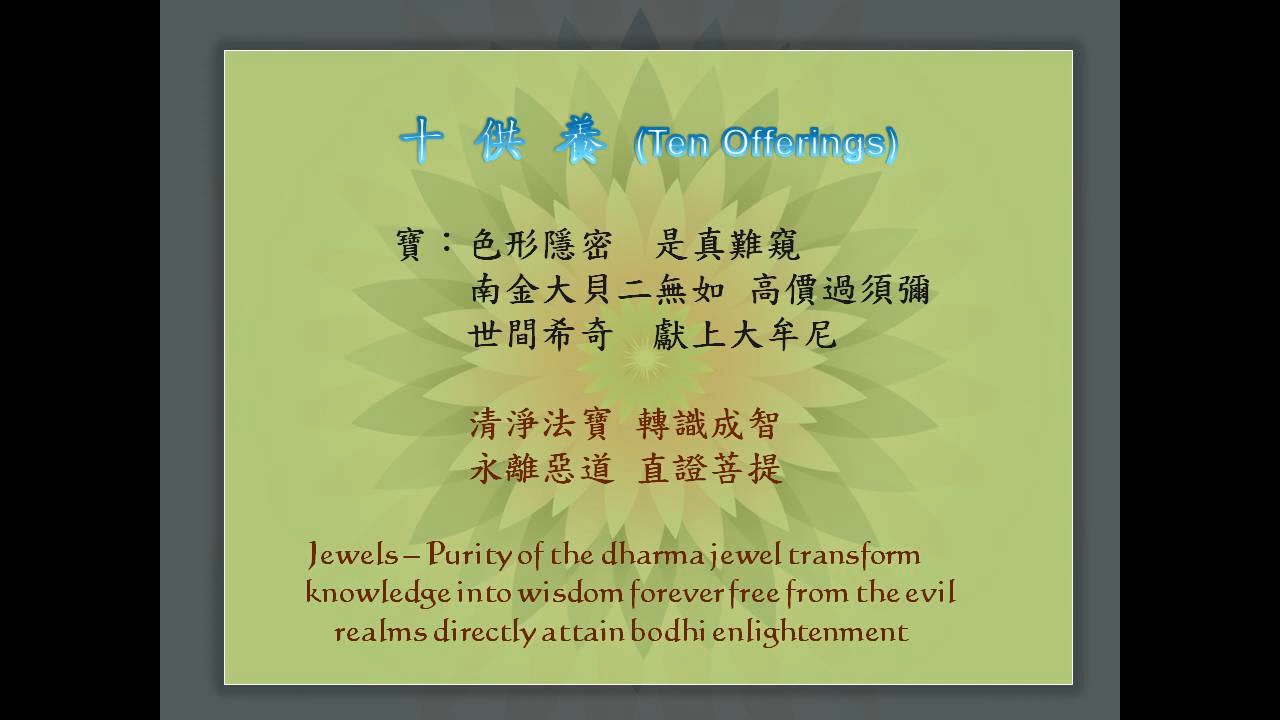 十 供 養 (Ten Offerings)
寶：色形隱密 是真難窺
南金大貝二無如 高價過須彌
世間希奇 獻上大牟尼
清淨法寶 轉識成智
永離惡道 直證菩提
Jewels – Purity of the dharma jewel transform
knowledge into wisdom forever free from the evil
realms directly attain bodhi enlightenment